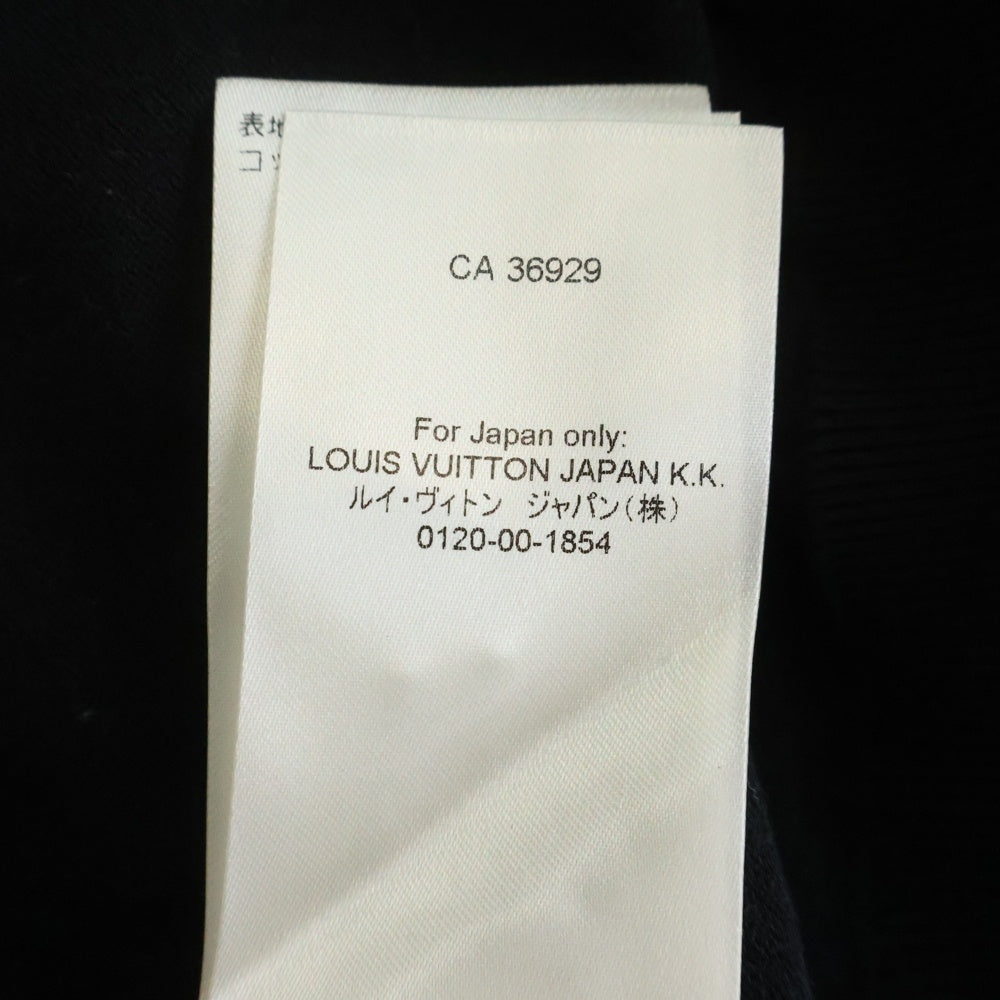 表
コッ
CA 36929
For Japan only:
LOUIS VUITTON JAPAN K.K.
ルイ・ヴィトン ジャパン(株)
0120-00-1854